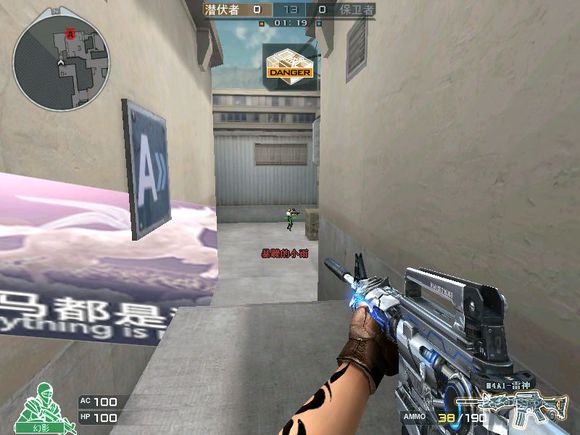 潜伏者 0 13 0 保卫者
01:19
A
DANGER
A»
暴躁的小雨
马都是
ything is
M4A1-雷神
AC 100
HP 100
AMMO 38/190
幻影